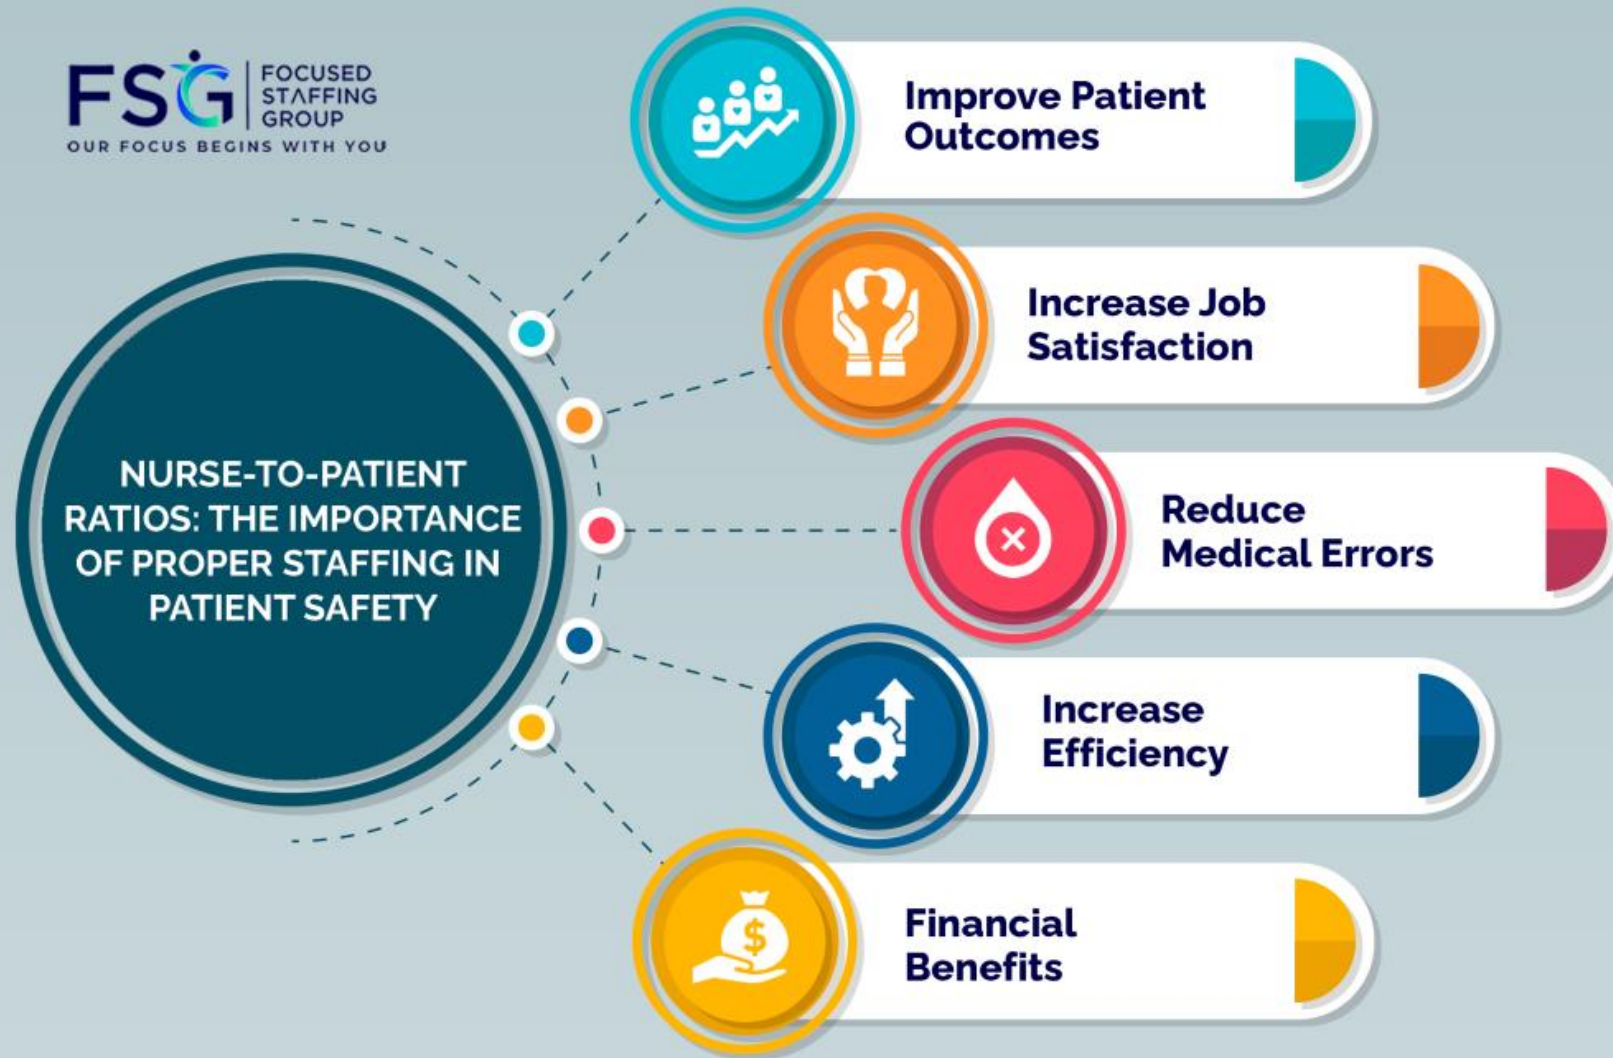 FSG
FOCUSED
STAFFING
GROUP
OUR FOCUS BEGINS WITH YOU
NURSE-TO-PATIENT
RATIOS: THE IMPORTANCE
OF PROPER STAFFING IN
PATIENT SAFETY
Improve Patient
Outcomes
Increase Job
Satisfaction
Reduce
Medical Errors
Increase
Efficiency
$
Financial
Benefits